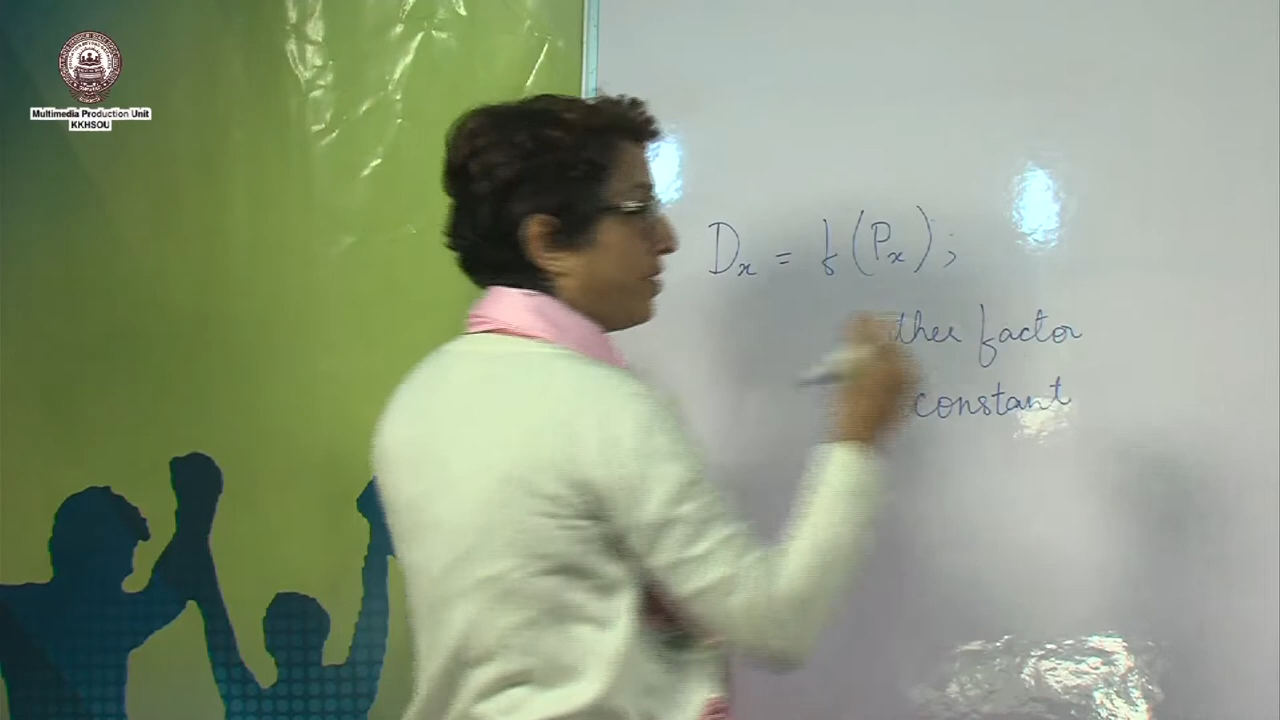 Multimedia Production Unit
KKHSOU
Dx = f(Px);
ther factor
constant